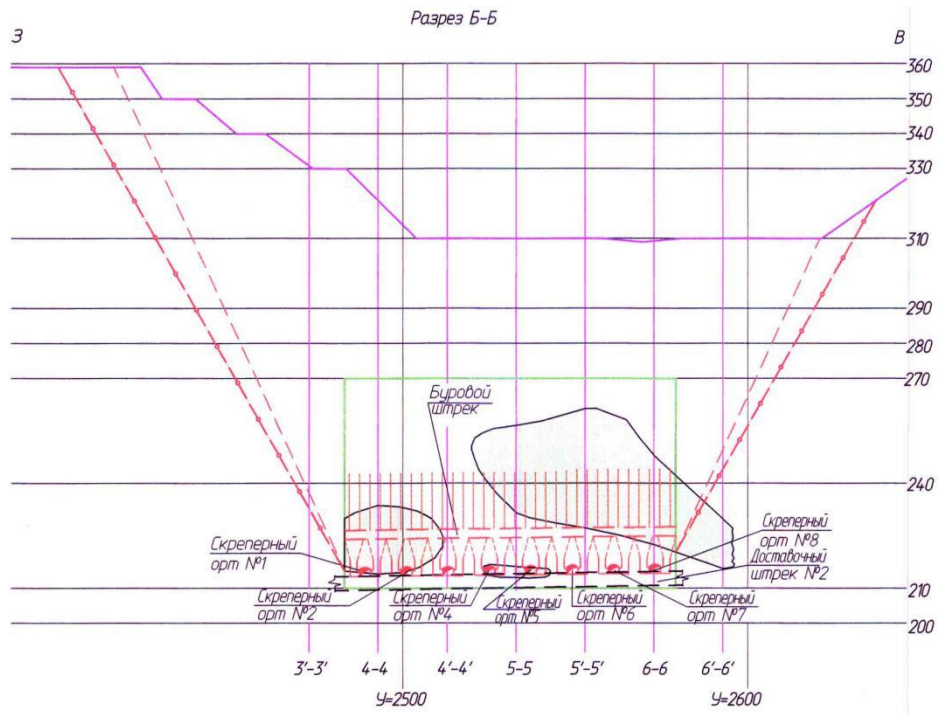 Разрез Б-Б
З
В
360
350
340
330
310
290
280
270
Буровой
штрек
240
Скреперный
орт №1
Скреперный
орт №8
Доставочный
штрек №2
210
Скреперный
орт №2
Скреперный
орт №4
Скреперный
орт №5
Скреперный
орт №6
Скреперный
орт №7
200
3'-3'
4-4
4'-4'
5-5
5'-5'
6-6
6'-6'
У=2500
У=2600